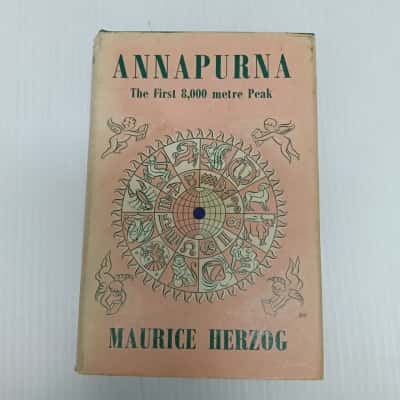 ANNAPURNA
The First 8,000 metre Peak
MAURICE HERZOG